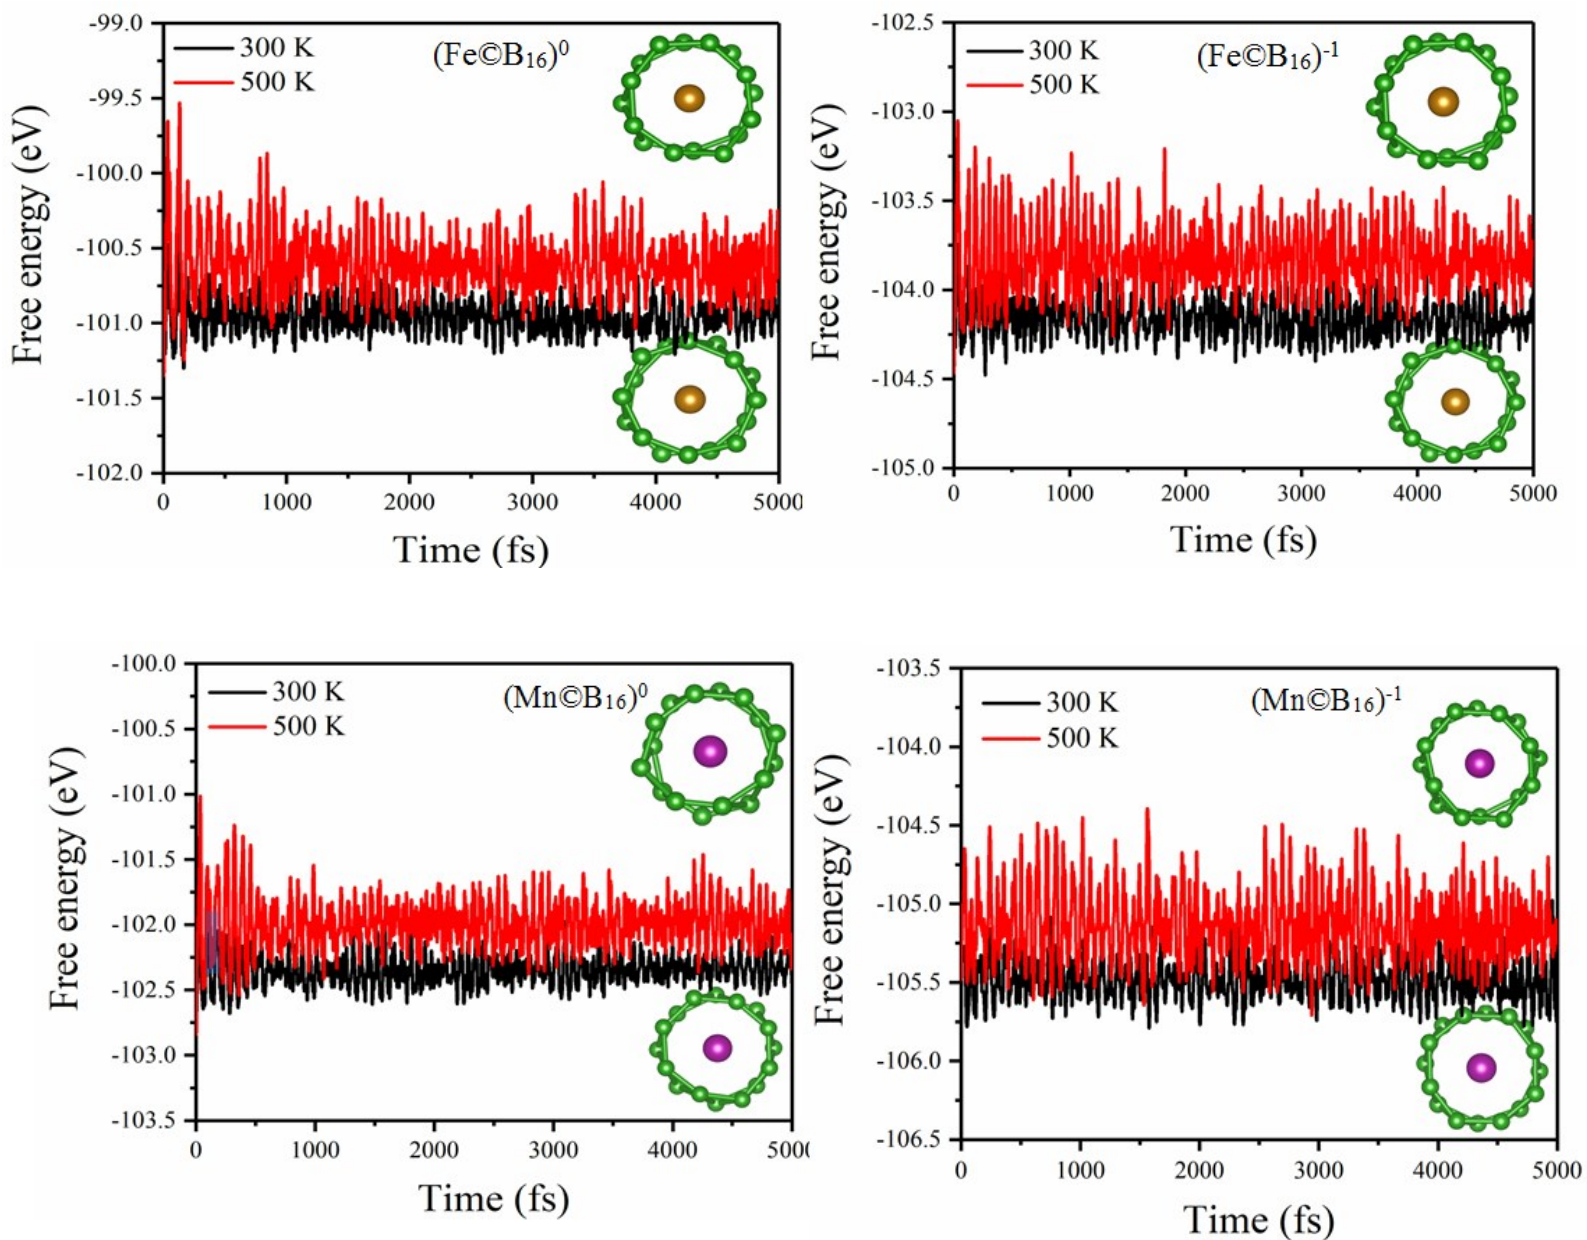 (Fe©B₁₆)⁰
300 K
500 K
-99.0
-99.5
-100.0
-100.5
-101.0
-101.5
-102.0
Free energy (eV)
0 1000 2000 3000 4000 5000
Time (fs)
(Fe©B₁₆)⁻¹
300 K
500 K
-102.5
-103.0
-103.5
-104.0
-104.5
-105.0
Free energy (eV)
0 1000 2000 3000 4000 5000
Time (fs)
(Mn©B₁₆)⁰
300 K
500 K
-100.0
-100.5
-101.0
-101.5
-102.0
-102.5
-103.0
-103.5
Free energy (eV)
0 1000 2000 3000 4000 5000
Time (fs)
(Mn©B₁₆)⁻¹
300 K
500 K
-103.5
-104.0
-104.5
-105.0
-105.5
-106.0
-106.5
Free energy (eV)
0 1000 2000 3000 4000 5000
Time (fs)